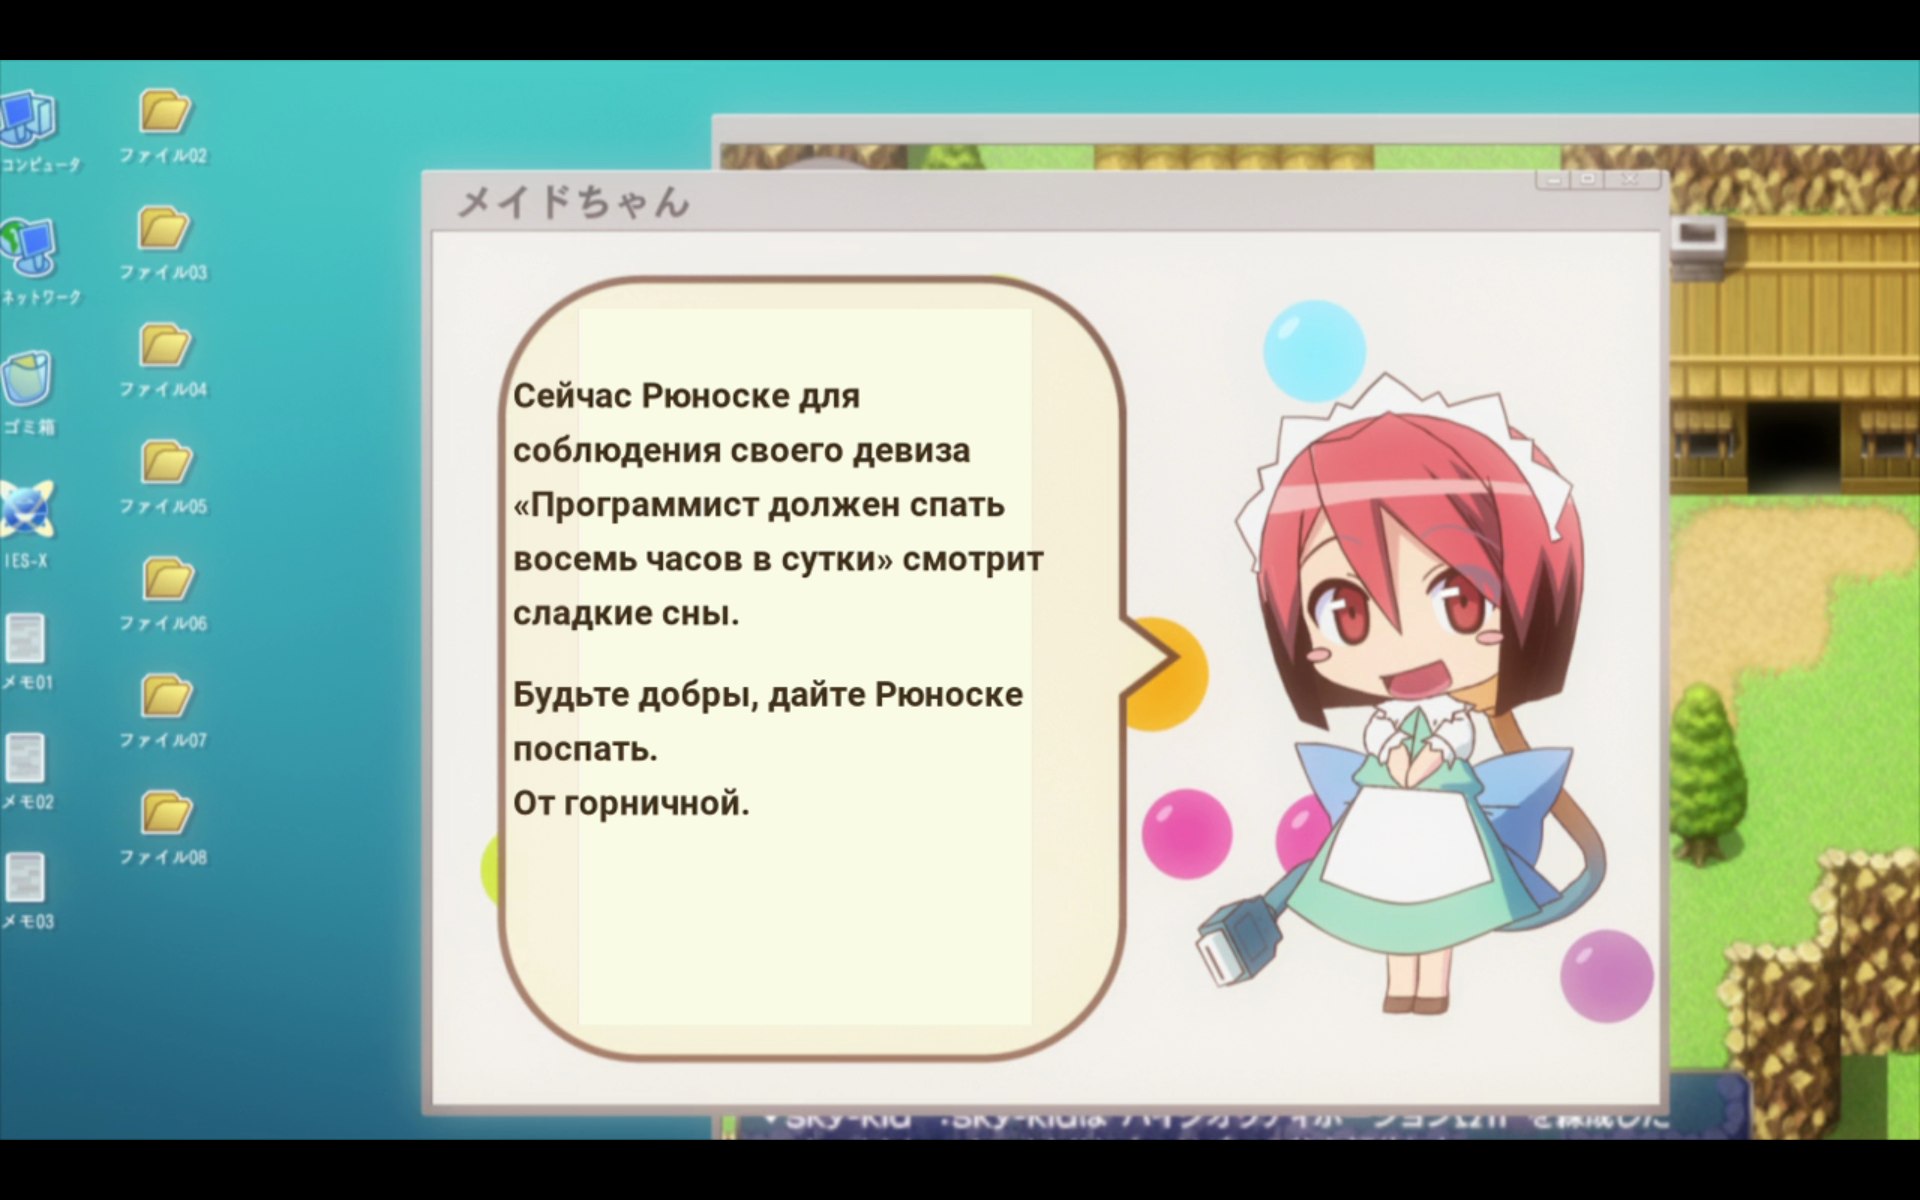 コンピュータ
ファイル02
ネットワーク
ファイル03
ゴミ箱
ファイル04
IES-X
ファイル05
メモ01
ファイル06
メモ02
ファイル07
メモ03
ファイル08
メイドちゃん
Сейчас Рюноске для
соблюдения своего девиза
«Программист должен спать
восемь часов в сутки» смотрит
сладкие сны.
Будьте добры, дайте Рюноске
поспать.
От горничной.